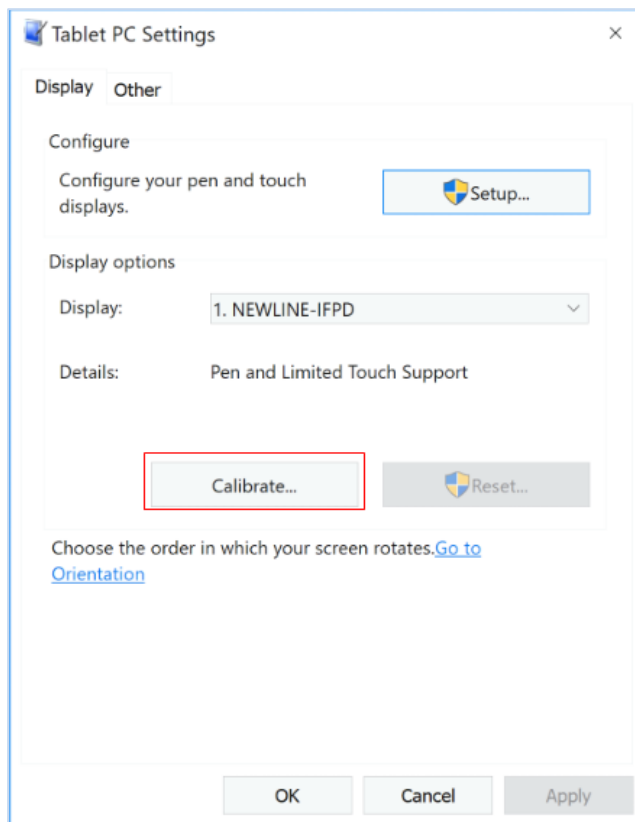 Tablet PC Settings
Display
Other
Configure
Configure your pen and touch
displays.
Setup...
Display options
Display:
1. NEWLINE-IFPD
Details:
Pen and Limited Touch Support
Calibrate...
Reset...
Choose the order in which your screen rotates.Go to
Orientation
OK
Cancel
Apply